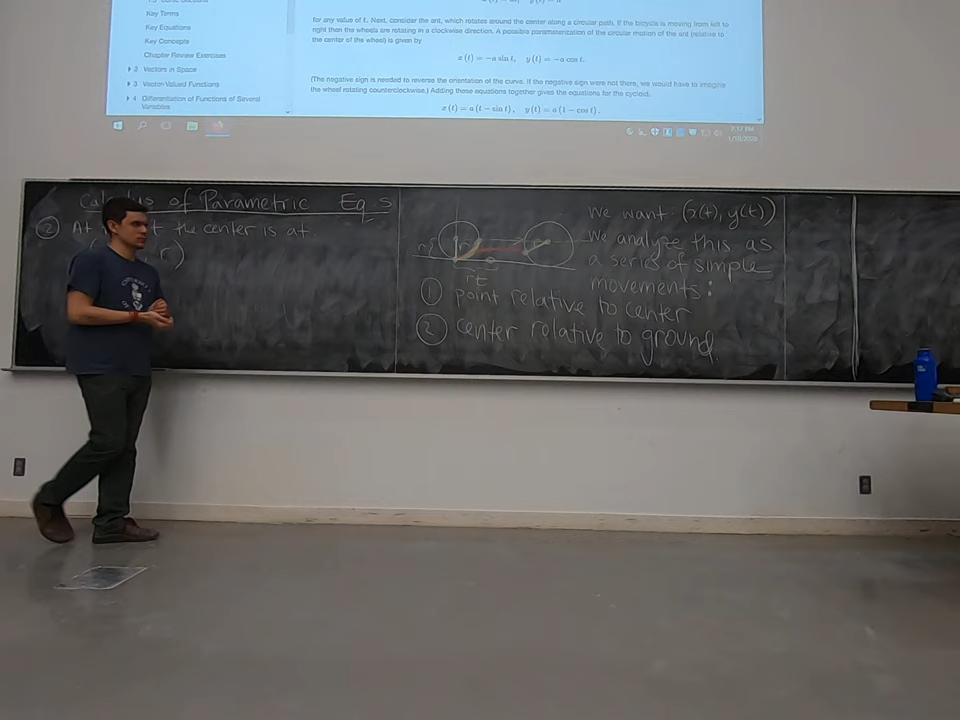 Key Terms
Key Equations
Key Concepts
Chapter Review Exercises
2 Vectors in Space
3 Vector-Valued Functions
4 Differentiation of Functions of Several
Variables
for any value of t. Next, consider the ant, which rotates around the center along a circular path. If the bicycle is moving from left to
right then the wheels are rotating in a clockwise direction. A possible parameterization of the circular motion of the ant (relative to
the center of the wheel) is given by
x (t) = −a sin t, y (t) = −a cos t.
(The negative sign is needed to reverse the orientation of the curve. If the negative sign were not there, we would have to imagine
the wheel rotating counterclockwise.) Adding these equations together gives the equations for the cycloid.
x (t) = a (t − sin t), y (t) = a (1 − cos t).
7:17 PM
Calculus of Parametric Eq s
② At t the center is at.
r)
rt
We want: (x(t), y(t))
We analyze this as
a series of simple
movements:
① point relative to center
② center relative to ground.